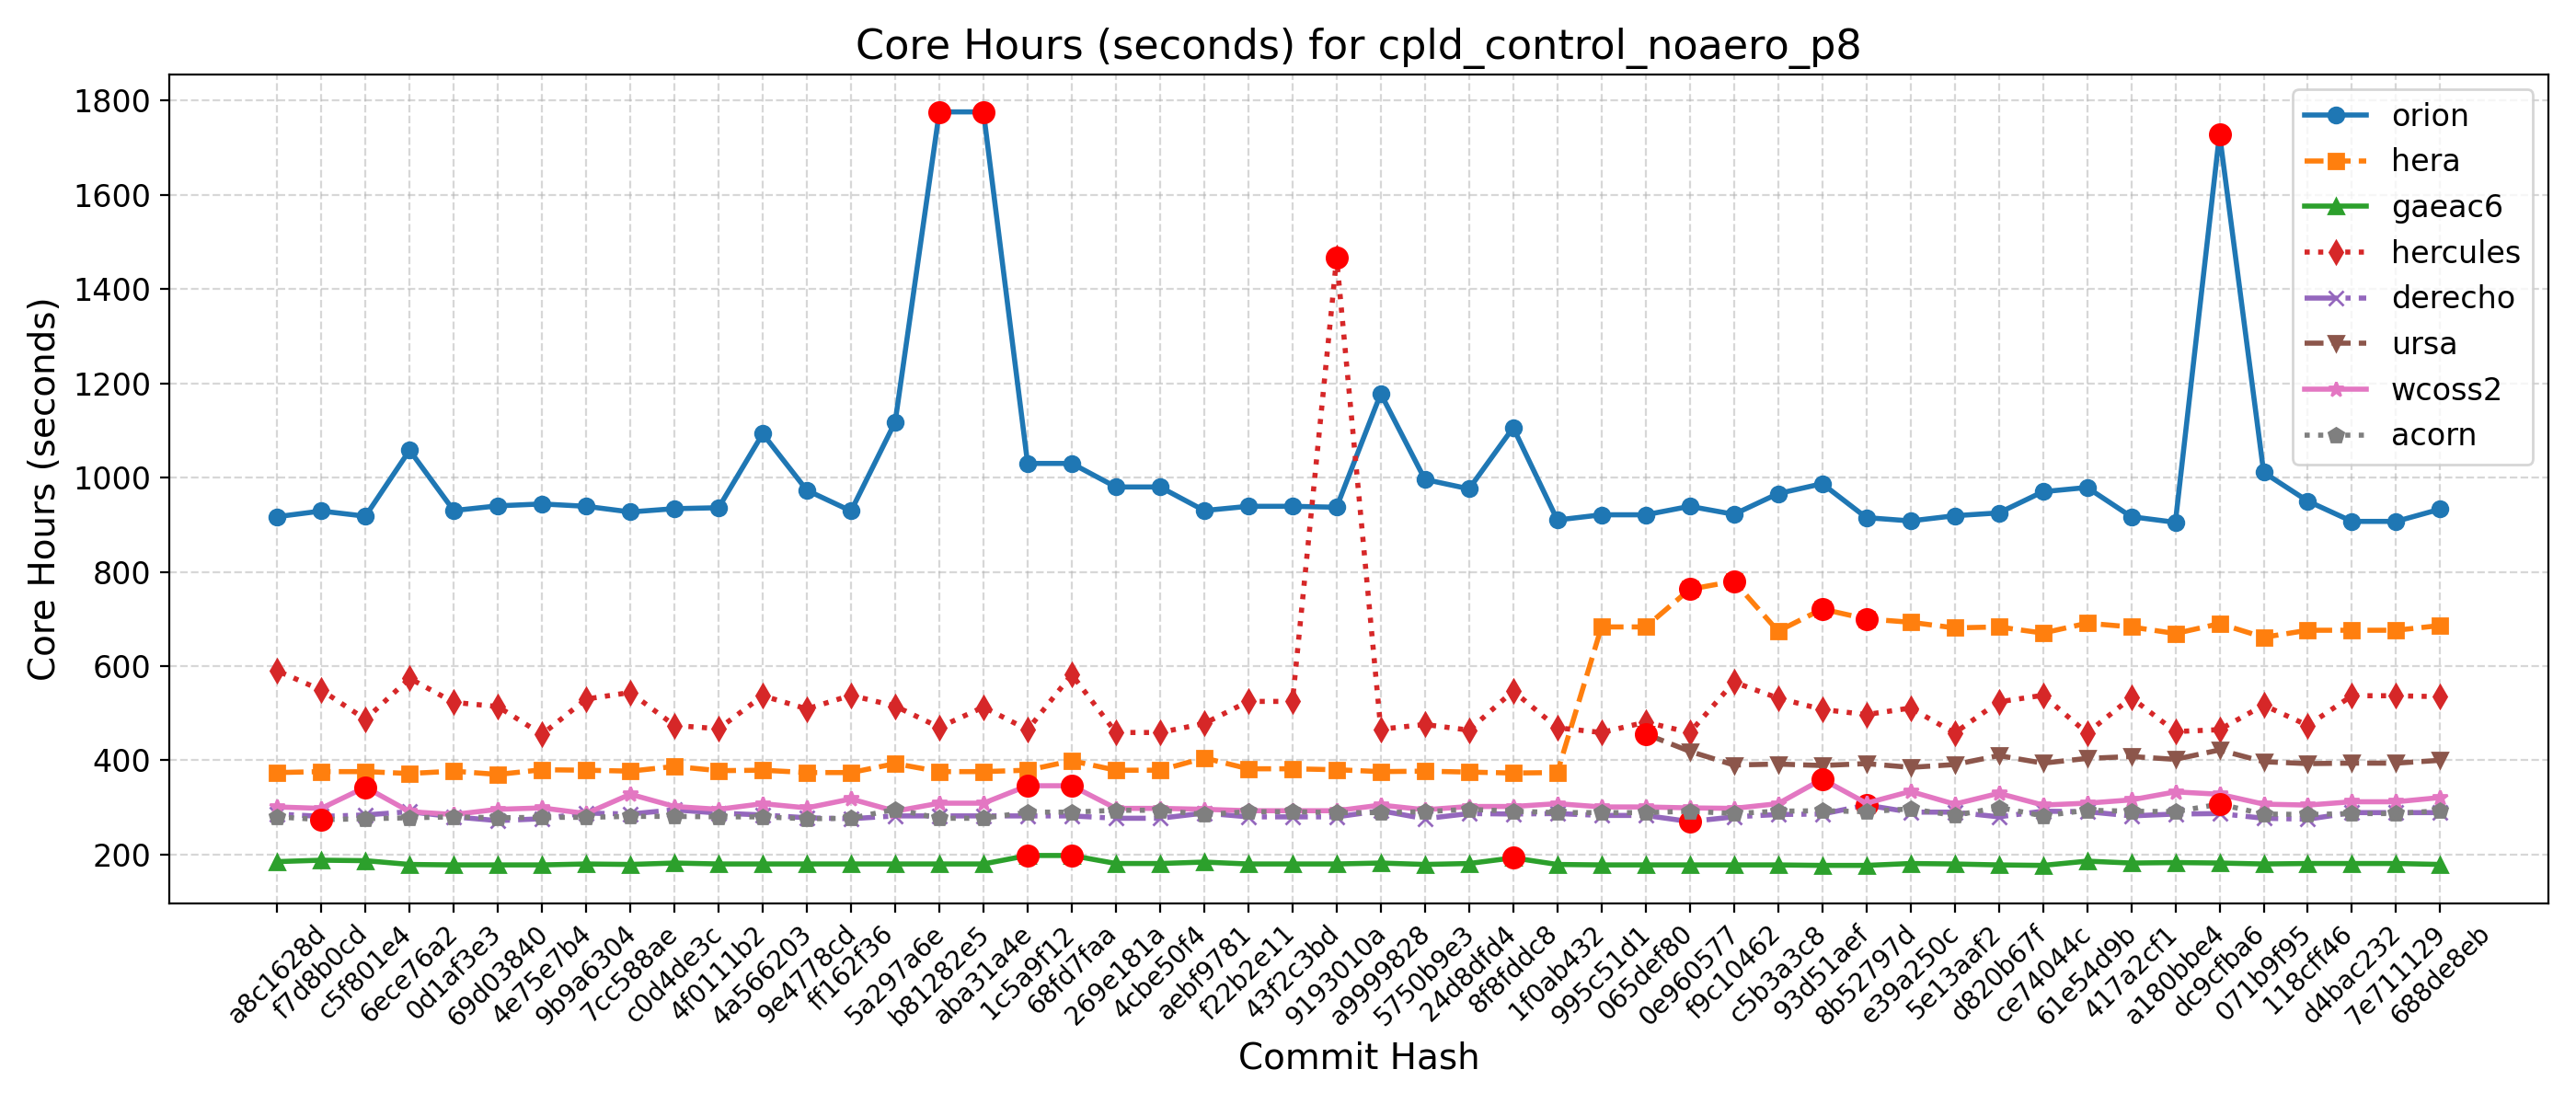 Core Hours (seconds) for cpld_control_noaero_p8
Core Hours (seconds)
1800
1600
1400
1200
1000
800
600
400
200
orion
hera
gaeac6
hercules
derecho
ursa
wcoss2
acorn
a8c1628d
f7d8b0cd
c5f801e4
6ece76a2
0d1af3e3
69d03840
4e75e7b4
9b9a6304
7cc588ae
c0d4de3c
4f0111b2
4a566203
9e4778cd
ff162f36
5a297a6e
b81282e5
aba31a4e
1c5a9f12
68fd7faa
269e181a
4cbe50f4
aebf9781
f22b2e11
43f2c3bd
9193010a
a9999828
5750b9e3
24d8dfd4
8f8fddc8
1f0ab432
995c51d1
065def80
0e960577
f9c10462
c5b3a3c8
93d51aef
8b52797d
e39a250c
5e13aaf2
d820b67f
ce74044c
61e54d9b
417a2cf1
a180bbe4
dc9cfba6
071b9f95
118cff46
d4bac232
7e711129
688de8eb
Commit Hash